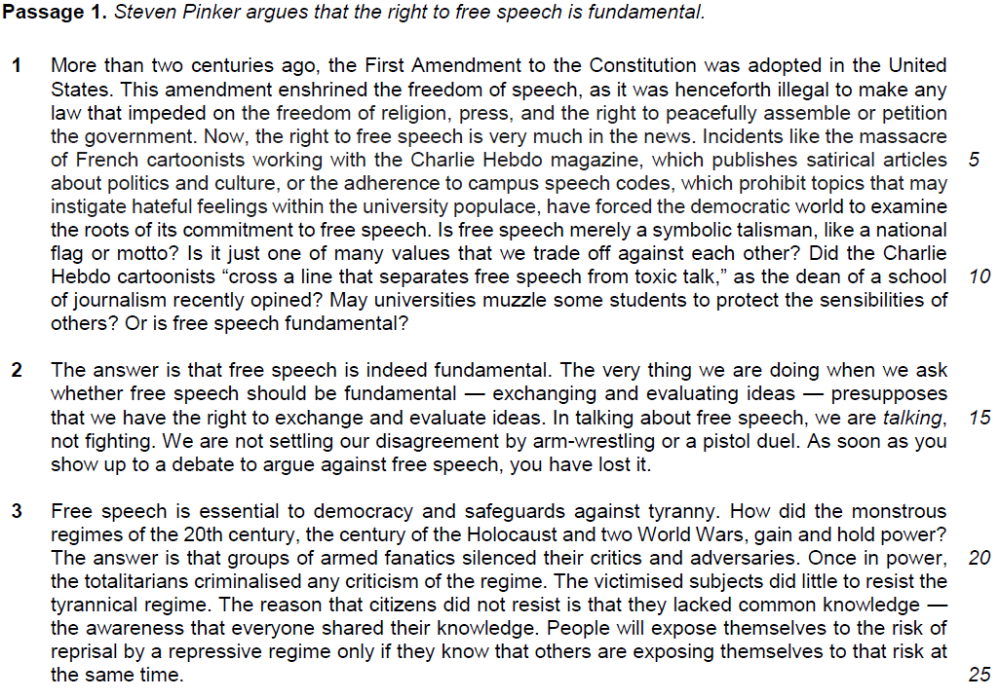 Passage 1. Steven Pinker argues that the right to free speech is fundamental.
1 More than two centuries ago, the First Amendment to the Constitution was adopted in the United
States. This amendment enshrined the freedom of speech, as it was henceforth illegal to make any
law that impeded on the freedom of religion, press, and the right to peacefully assemble or petition
the government. Now, the right to free speech is very much in the news. Incidents like the massacre
of French cartoonists working with the Charlie Hebdo magazine, which publishes satirical articles 5
about politics and culture, or the adherence to campus speech codes, which prohibit topics that may
instigate hateful feelings within the university populace, have forced the democratic world to examine
the roots of its commitment to free speech. Is free speech merely a symbolic talisman, like a national
flag or motto? Is it just one of many values that we trade off against each other? Did the Charlie
Hebdo cartoonists “cross a line that separates free speech from toxic talk,” as the dean of a school 10
of journalism recently opined? May universities muzzle some students to protect the sensibilities of
others? Or is free speech fundamental?
2 The answer is that free speech is indeed fundamental. The very thing we are doing when we ask
whether free speech should be fundamental — exchanging and evaluating ideas — presupposes
that we have the right to exchange and evaluate ideas. In talking about free speech, we are talking, 15
not fighting. We are not settling our disagreement by arm-wrestling or a pistol duel. As soon as you
show up to a debate to argue against free speech, you have lost it.
3 Free speech is essential to democracy and safeguards against tyranny. How did the monstrous
regimes of the 20th century, the century of the Holocaust and two World Wars, gain and hold power?
The answer is that groups of armed fanatics silenced their critics and adversaries. Once in power, 20
the totalitarians criminalised any criticism of the regime. The victimised subjects did little to resist the
tyrannical regime. The reason that citizens did not resist is that they lacked common knowledge —
the awareness that everyone shared their knowledge. People will expose themselves to the risk of
reprisal by a repressive regime only if they know that others are exposing themselves to that risk at
the same time. 25